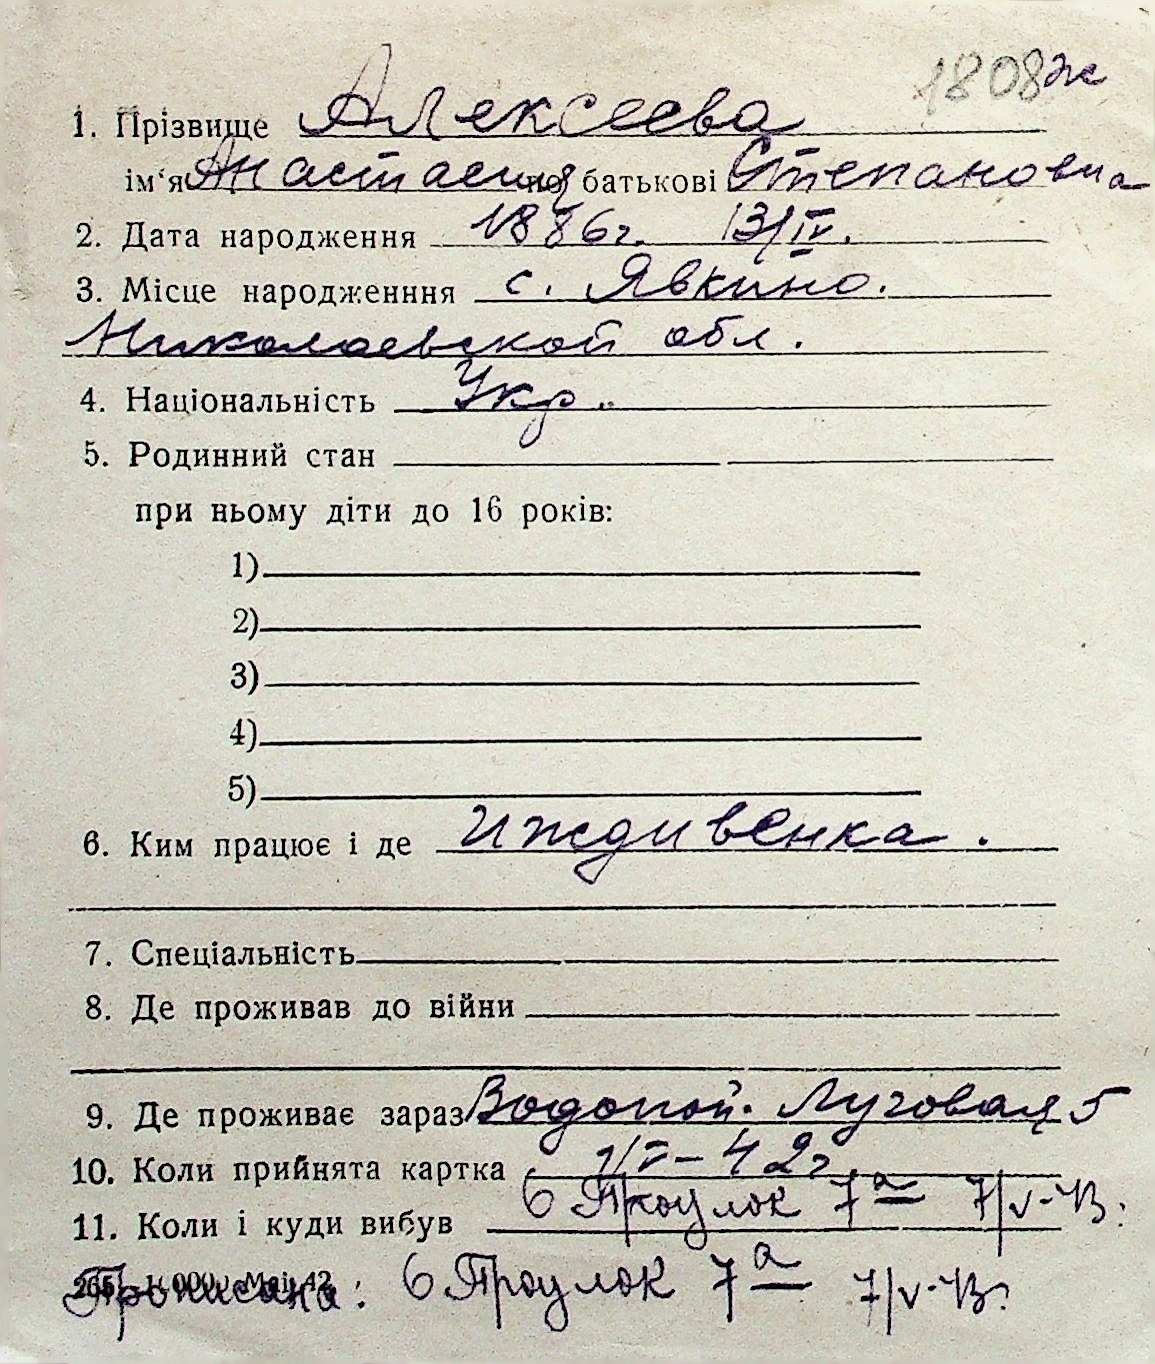 1808ж
1. Прізвище Алексеева
ім‘я Анастасия по батькові Степановна
2. Дата народження 1886г. 13/IV.
3. Місце народженння с. Явкино.
Николаевской обл.
4. Національність Укр.
5. Родинний стан
при ньому діти до 16 років:
1)
2)
3)
4)
5)
6. Ким працює і де иждивенка.
7. Спеціальність
8. Де проживав до війни
9. Де проживає зараз Водопой. Луговая 5
10. Коли прийнята картка 1/V-42г.
6 Проулок 7а 7/V-43.
11. Коли і куди вибув
265. Маі 42
Прописана: 6 Проулок 7а 7/V-43.